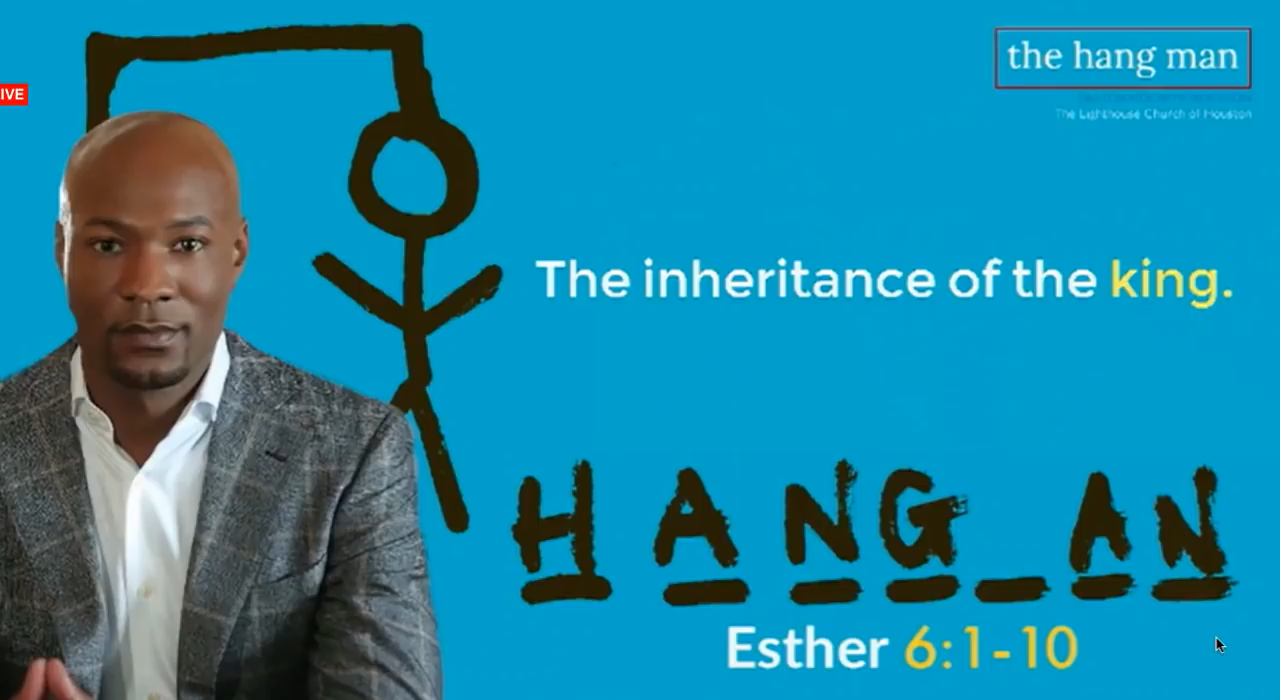 the hang man
IVE
The Lighthouse Church of Houston
The inheritance of the king.
HANG_AN
Esther 6:1-10